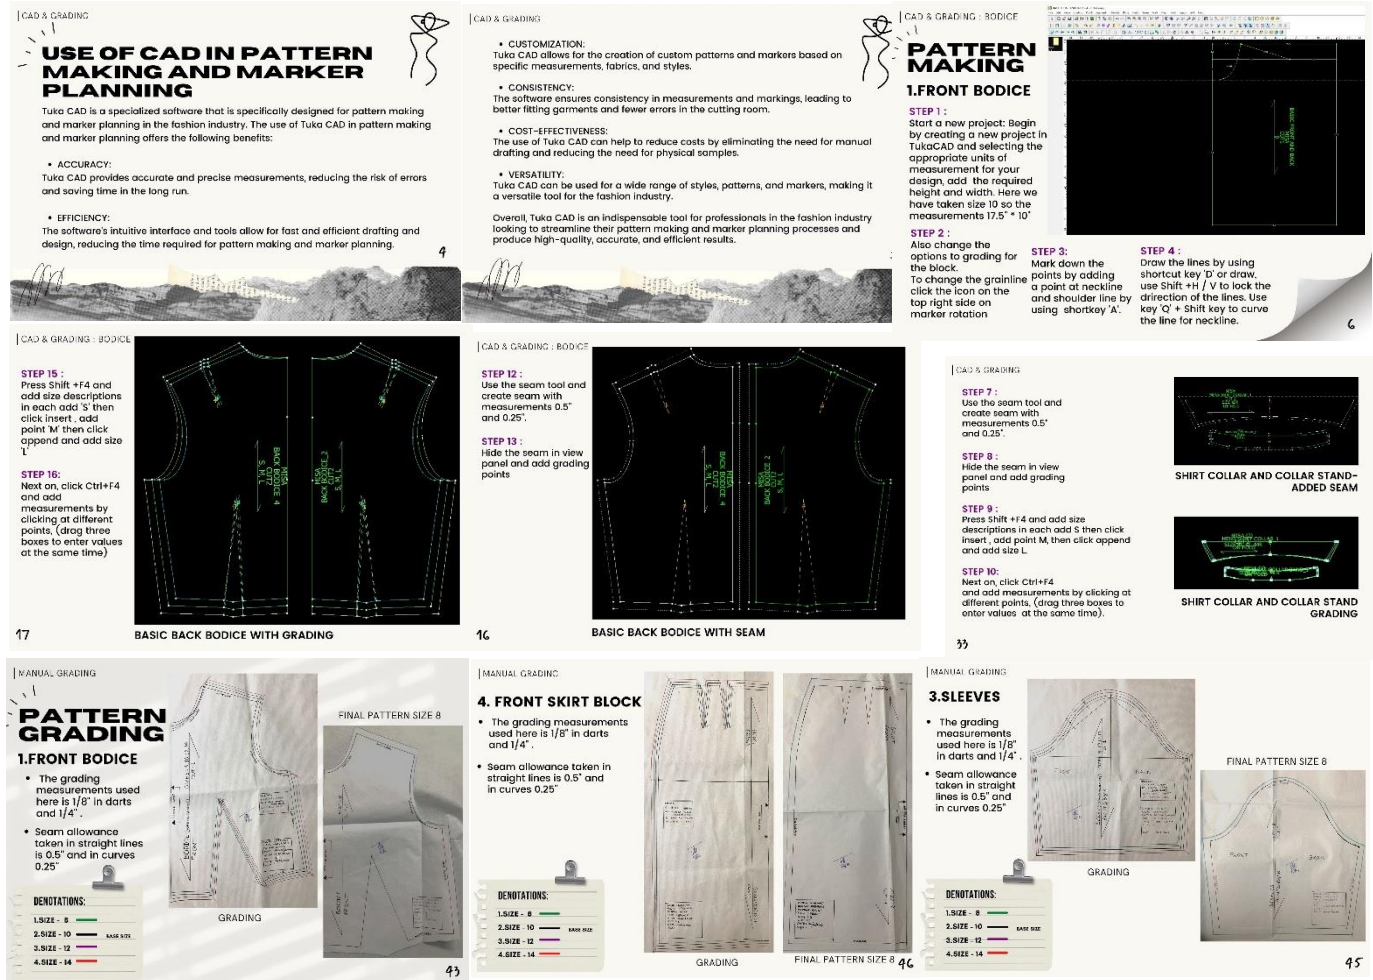 CAD & GRADING
USE OF CAD IN PATTERN
MAKING AND MARKER
PLANNING
Tuka CAD is a specialized software that is specifically designed for pattern making
and marker planning in the fashion industry. The use of Tuka CAD in pattern making
and marker planning offers the following benefits:
• ACCURACY:
Tuka CAD provides accurate and precise measurements, reducing the risk of errors
and saving time in the long run.
• EFFICIENCY:
The software's intuitive interface and tools allow for fast and efficient drafting and
design, reducing the time required for pattern making and marker planning.
4
CAD & GRADING
• CUSTOMIZATION:
Tuka CAD allows for the creation of custom patterns and markers based on
specific measurements, fabrics, and styles.
• CONSISTENCY:
The software ensures consistency in measurements and markings, leading to
better fitting garments and fewer errors in the cutting room.
• COST-EFFECTIVENESS:
The use of Tuka CAD can help to reduce costs by eliminating the need for manual
drafting and reducing the need for physical samples.
• VERSATILITY:
Tuka CAD can be used for a wide range of styles, patterns, and markers, making it
a versatile tool for the fashion industry.
Overall, Tuka CAD is an indispensable tool for professionals in the fashion industry
looking to streamline their pattern making and marker planning processes and
produce high-quality, accurate, and efficient results.
CAD & GRADING : BODICE
PATTERN
MAKING
1.FRONT BODICE
STEP 1 :
Start a new project: Begin
by creating a new project in
TukaCAD and selecting the
appropriate units of
measurement for your
design, add the required
height and width. Here we
have taken size 10 so the
measurements 17.5" * 10"
STEP 2 :
Also change the
options to grading for
the block.
To change the grainline
click the icon on the
top right side on
marker rotation
STEP 3:
Mark down the
points by adding
a point at neckline
and shoulder line by
using shortkey 'A'.
STEP 4 :
Draw the lines by using
shortcut key 'D' or draw,
use Shift +H / V to lock the
drirection of the lines. Use
key 'Q' + Shift key to curve
the line for neckline.
6
CAD & GRADING : BODICE
STEP 15 :
Press Shift +F4 and
add size descriptions
in each add 'S' then
click insert , add
point 'M' then click
append and add size
'L'
STEP 16:
Next on, click Ctrl+F4
and add
measurements by
clicking at different
points, (drag three
boxes to enter values
at the same time)
MISA
BACK BODICE 4
CUT2
S, M, L
MISA
BACK BODICE 2
CUT2
S, M, L
17
BASIC BACK BODICE WITH GRADING
CAD & GRADING : BODICE
STEP 12 :
Use the seam tool and
create seam with
measurements 0.5"
and 0.25".
STEP 13 :
Hide the seam in view
panel and add grading
points
MISA
BACK BODICE 4
CUT2
S, M, L
MISA
BACK BODICE 2
CUT2
S, M, L
16
BASIC BACK BODICE WITH SEAM
CAD & GRADING
STEP 7 :
Use the seam tool and
create seam with
measurements 0.5"
and 0.25".
STEP 8 :
Hide the seam in view
panel and add grading
points
STEP 9 :
Press Shift +F4 and add size
descriptions in each add S then click
insert , add point M, then click append
and add size L.
STEP 10:
Next on, click Ctrl+F4
and add measurements by clicking at
different points, (drag three boxes to
enter values at the same time).
SHIRT COLLAR AND COLLAR STAND-
ADDED SEAM
SHIRT COLLAR AND COLLAR STAND
GRADING
33
MANUAL GRADING
PATTERN
GRADING
1.FRONT BODICE
• The grading
measurements used
here is 1/8" in darts
and 1/4" .
• Seam allowance
taken in straight lines
is 0.5" and in curves
0.25"
DENOTATIONS:
1.SIZE - 8
2.SIZE - 10 BASE SIZE
3.SIZE - 12
4.SIZE - 14
GRADING
FINAL PATTERN SIZE 8
43
MANUAL GRADING
4. FRONT SKIRT BLOCK
• The grading measurements
used here is 1/8" in darts
and 1/4" .
• Seam allowance taken in
straight lines is 0.5" and
in curves 0.25"
DENOTATIONS:
1.SIZE - 8
2.SIZE - 10 BASE SIZE
3.SIZE - 12
4.SIZE - 14
GRADING
FINAL PATTERN SIZE 8
46
MANUAL GRADING
3.SLEEVES
• The grading
measurements
used here is 1/8"
in darts and 1/4" .
• Seam allowance
taken in straight
lines is 0.5" and
in curves 0.25"
DENOTATIONS:
1.SIZE - 8
2.SIZE - 10 BASE SIZE
3.SIZE - 12
4.SIZE - 14
GRADING
FINAL PATTERN SIZE 8
45